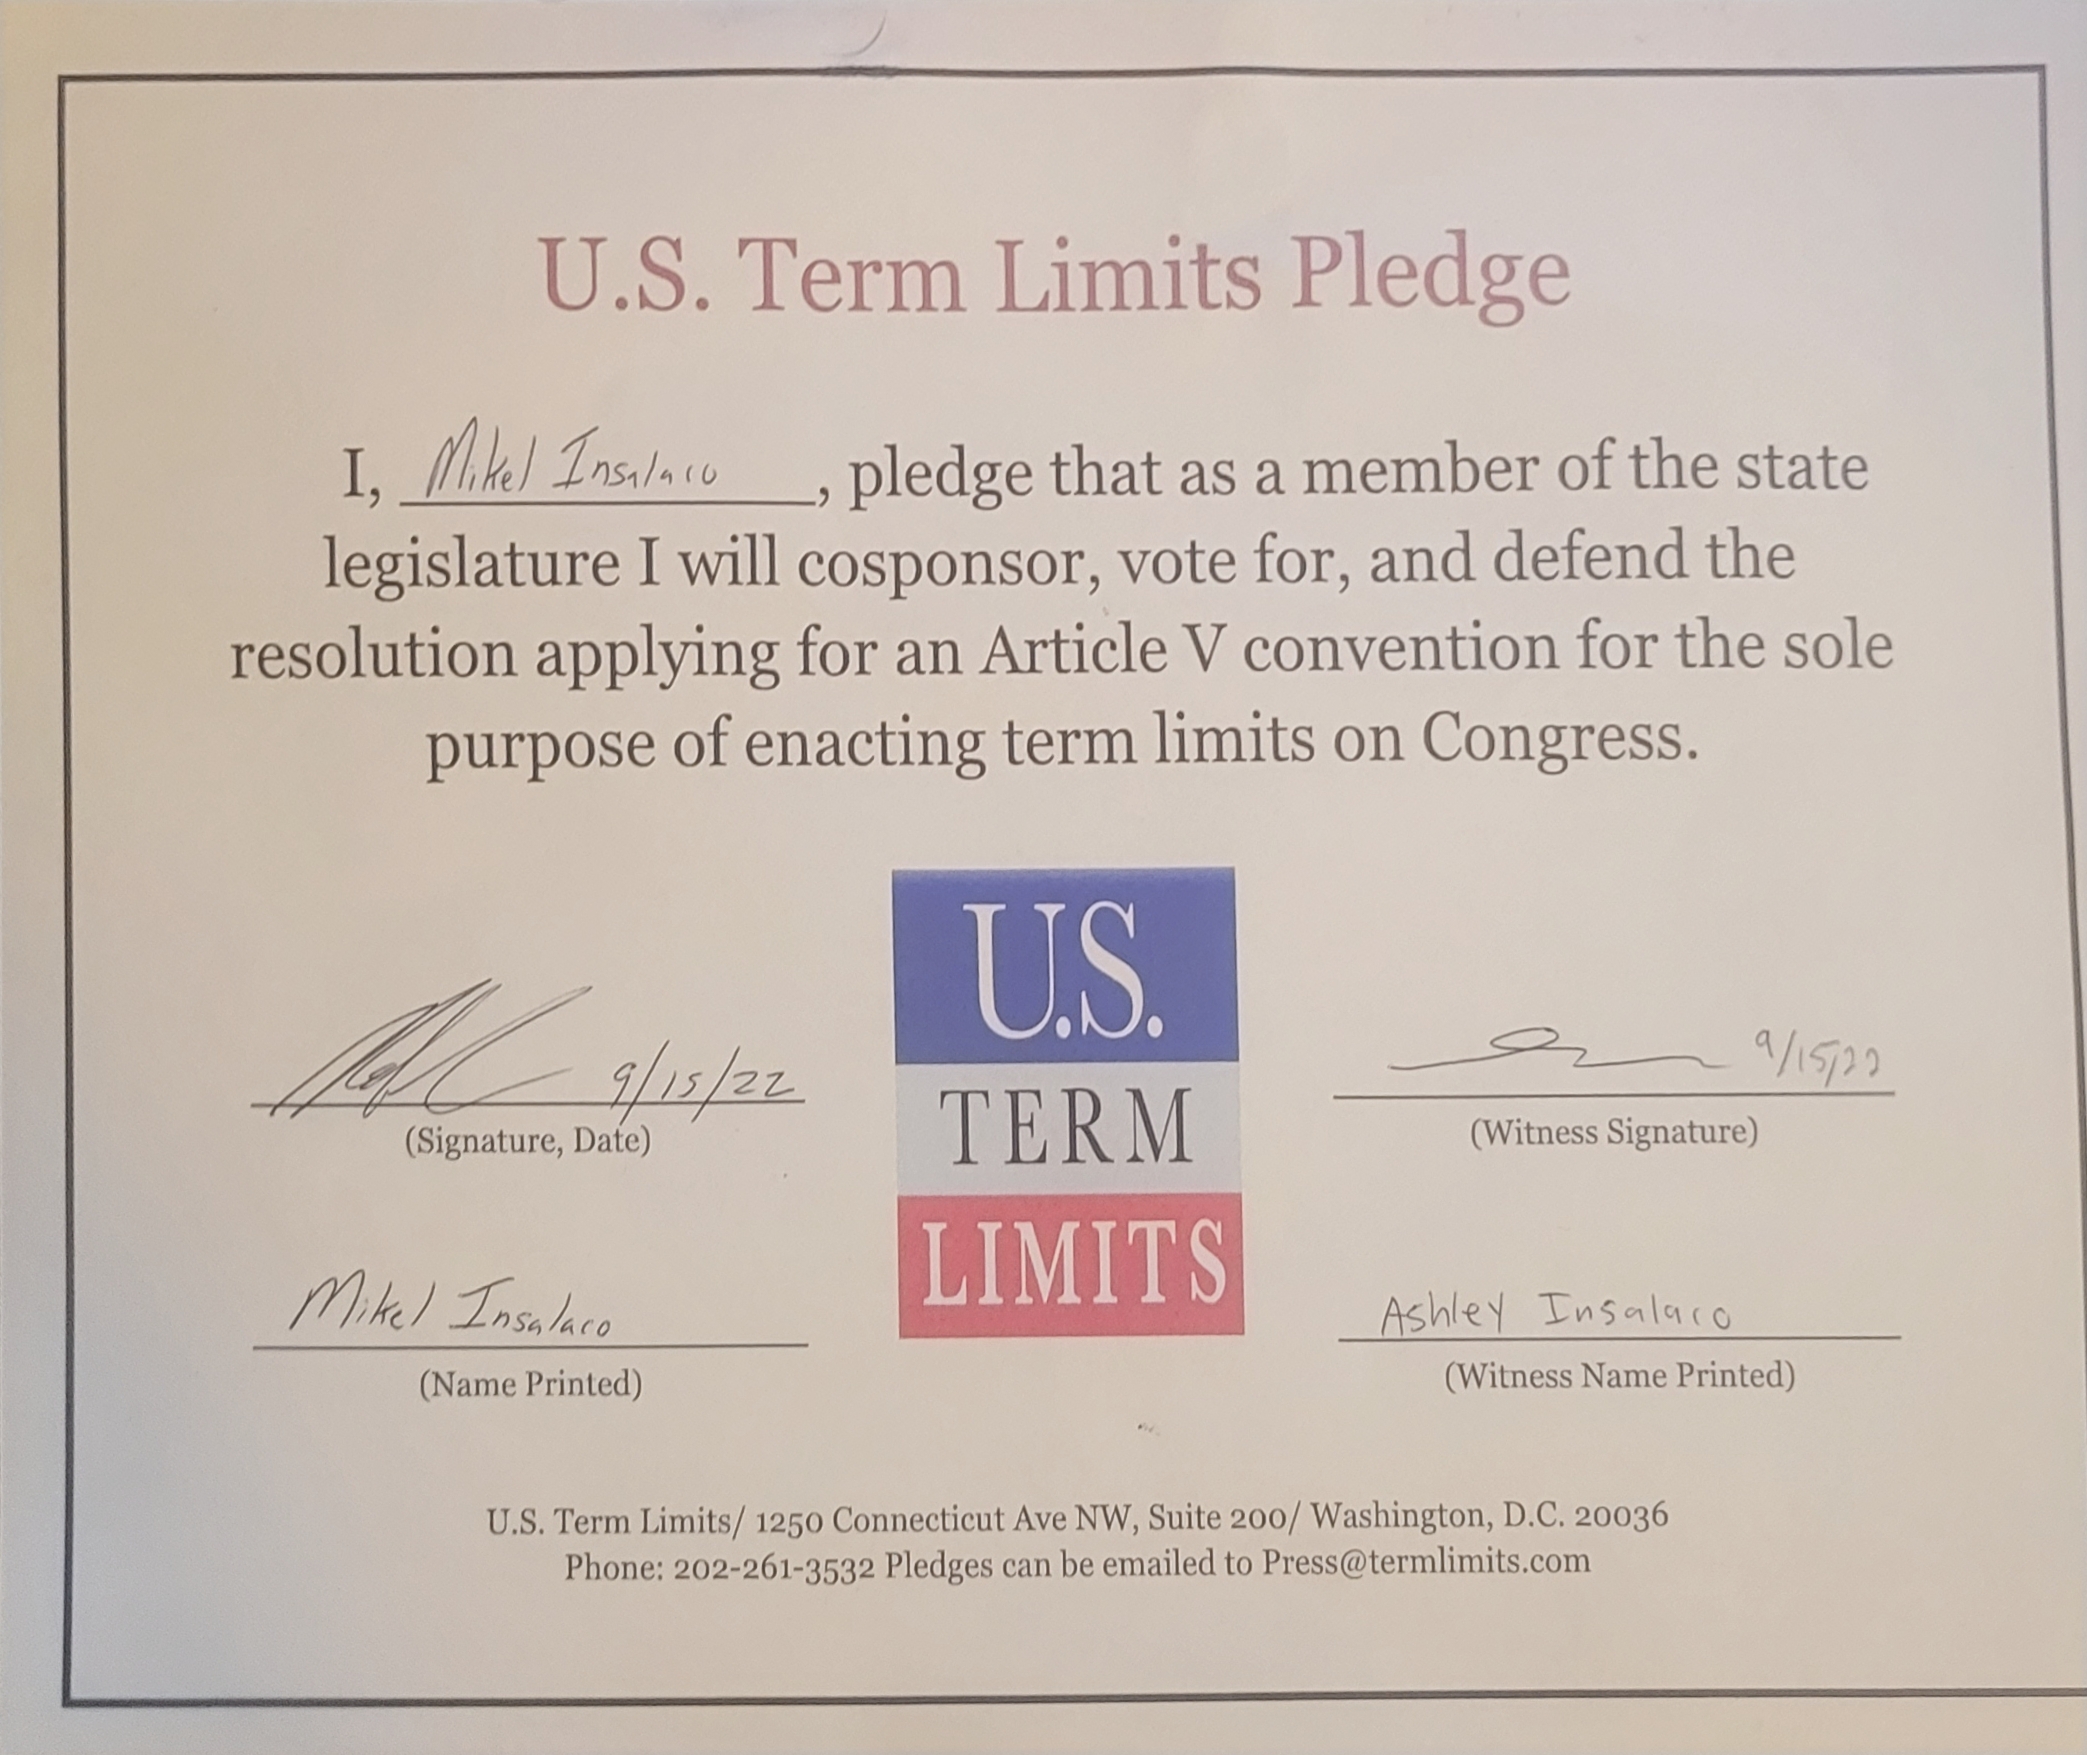 U.S. Term Limits Pledge
I, Mikel Insalaco, pledge that as a member of the state
legislature I will cosponsor, vote for, and defend the
resolution applying for an Article V convention for the sole
purpose of enacting term limits on Congress.
9/15/22
(Signature, Date)
Mikel Insalaco
(Name Printed)
U.S.
TERM
LIMITS
9/15/22
(Witness Signature)
Ashley Insalaco
(Witness Name Printed)
U.S. Term Limits/ 1250 Connecticut Ave NW, Suite 200/ Washington, D.C. 20036
Phone: 202-261-3532 Pledges can be emailed to Press@termlimits.com